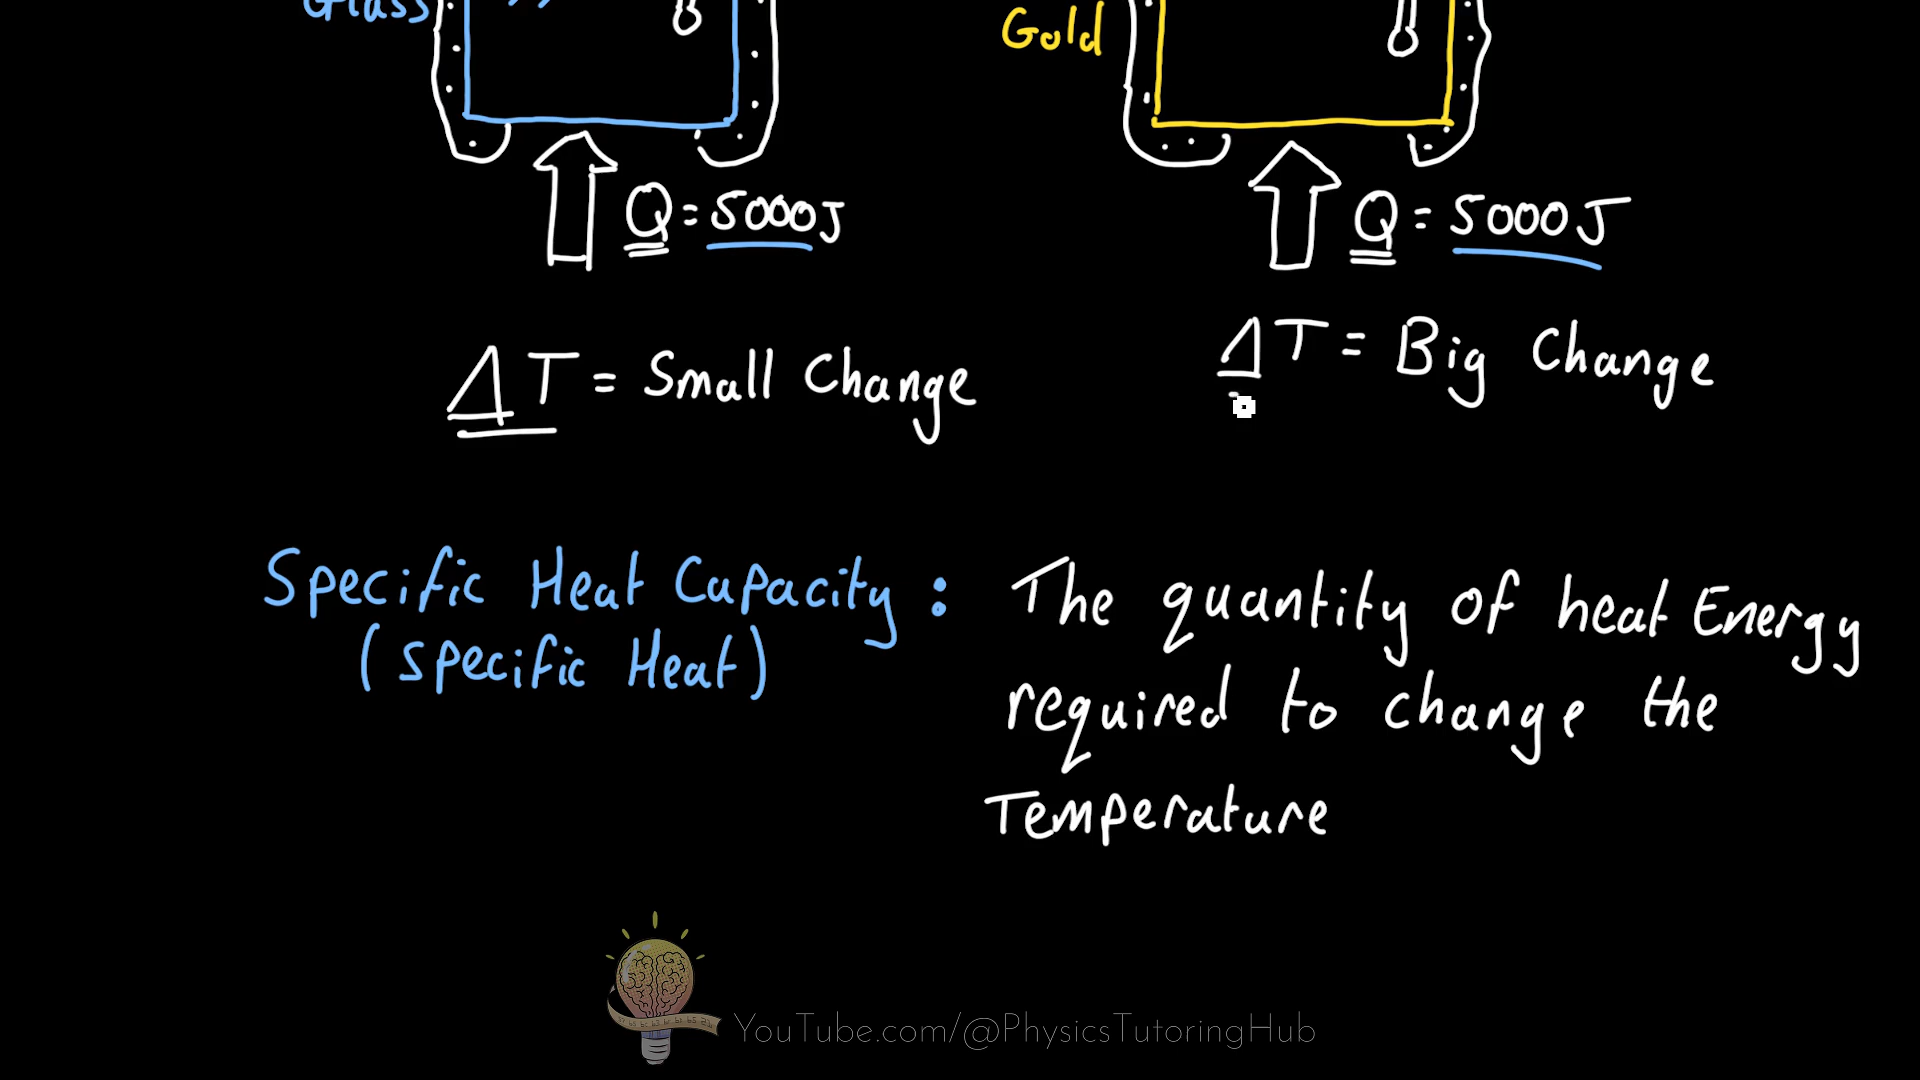 Glass
Gold
Q = 5000J
Q = 5000J
ΔT = Small Change
ΔT = Big Change
Specific Heat Capacity :
(Specific Heat)
The quantity of heat Energy
required to change the
Temperature
YouTube.com/@PhysicsTutoringHub